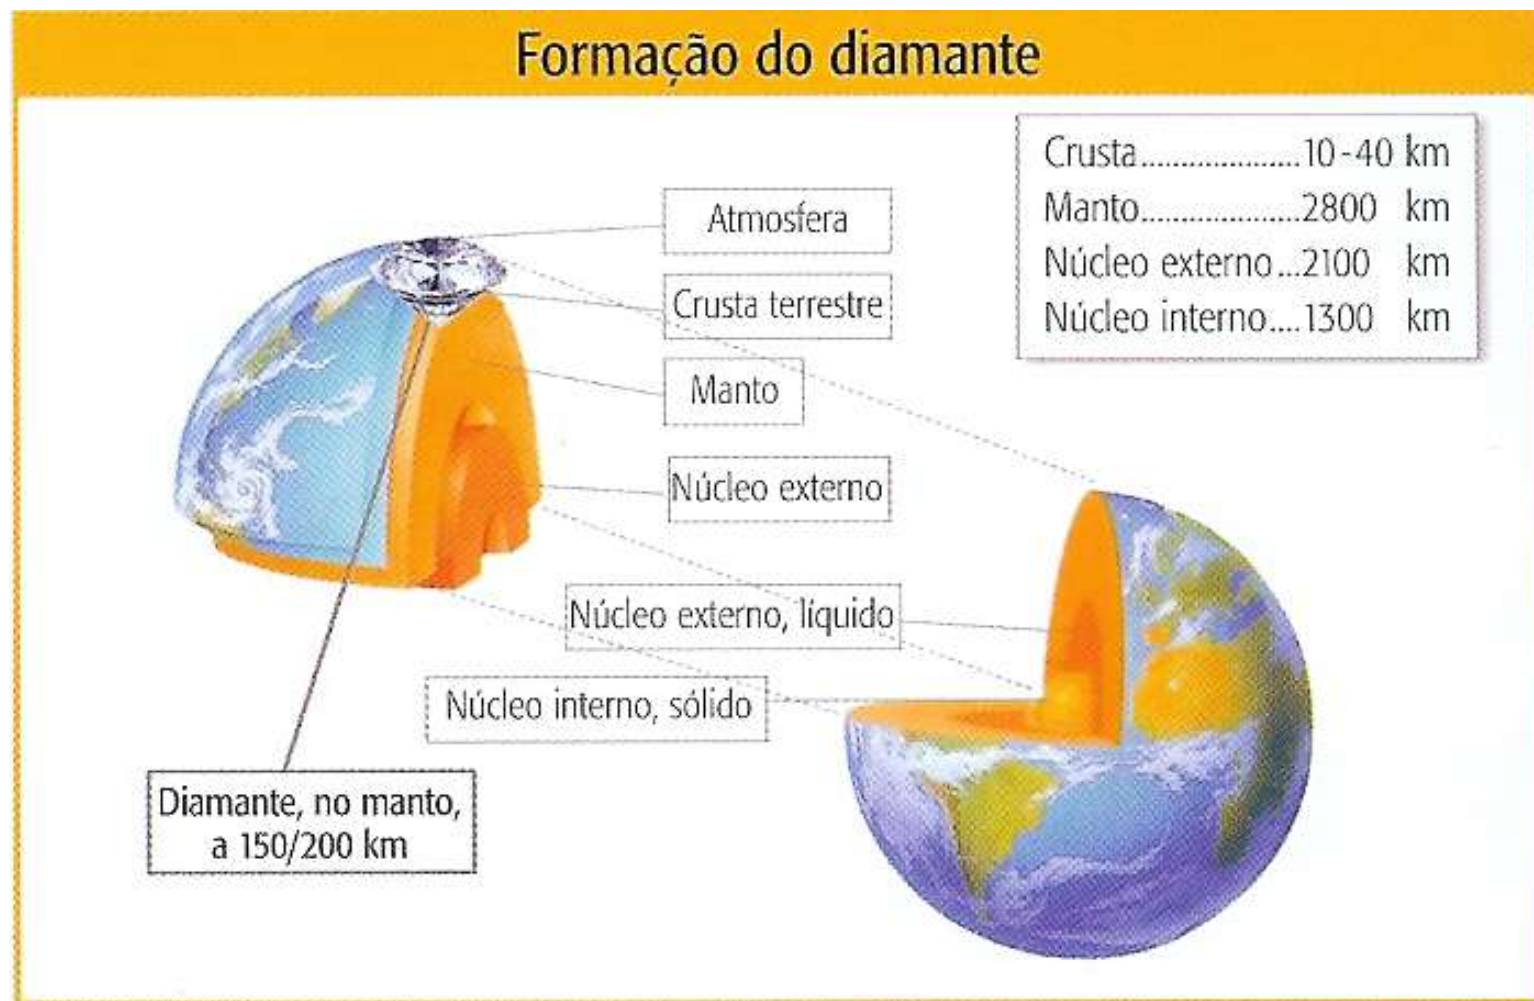 Formação do diamante
Crusta....................10-40 km
Manto....................2800 km
Núcleo externo...2100 km
Núcleo interno....1300 km
Atmosfera
Crusta terrestre
Manto
Núcleo externo
Núcleo externo, líquido
Núcleo interno, sólido
Diamante, no manto,
a 150/200 km